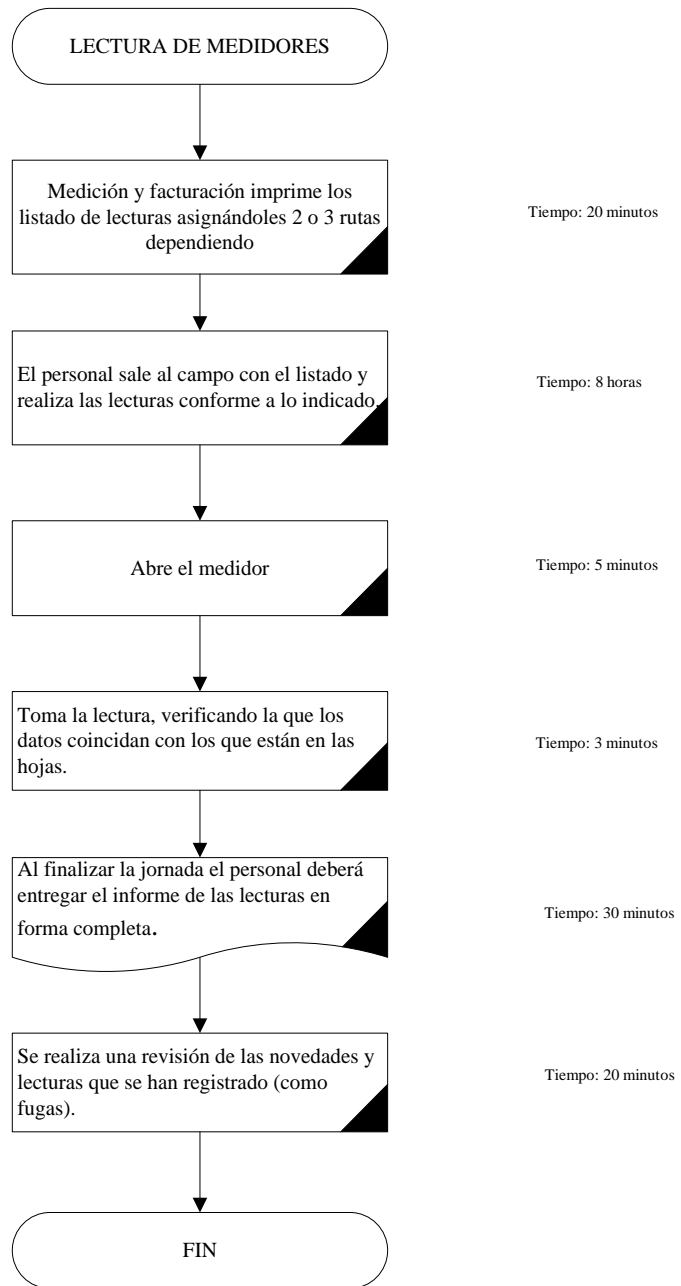 LECTURA DE MEDIDORES
Medición y facturación imprime los
listado de lecturas asignándoles 2 o 3 rutas
dependiendo
Tiempo: 20 minutos
El personal sale al campo con el listado y
realiza las lecturas conforme a lo indicado.
Tiempo: 8 horas
Abre el medidor
Tiempo: 5 minutos
Toma la lectura, verificando la que los
datos coincidan con los que están en las
hojas.
Tiempo: 3 minutos
Al finalizar la jornada el personal deberá
entregar el informe de las lecturas en
forma completa.
Tiempo: 30 minutos
Se realiza una revisión de las novedades y
lecturas que se han registrado (como
fugas).
Tiempo: 20 minutos
FIN